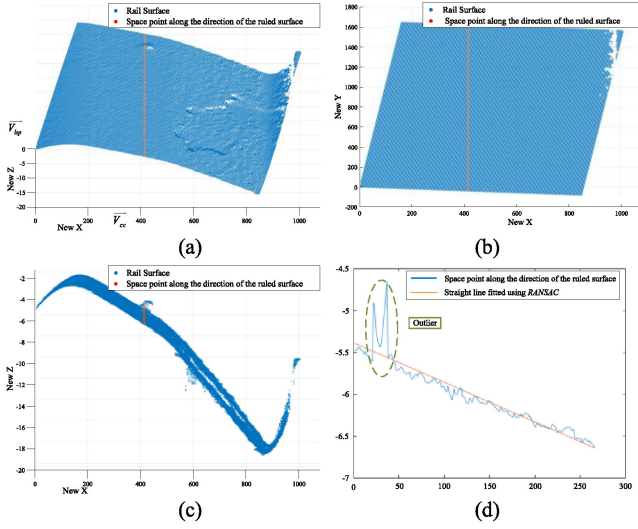 Rail Surface
Space point along the direction of the ruled surface
V_bp
New Z
0
-5
-10
-15
0
200
400
600
800
1000
New X
V_cc
(a)
Rail Surface
Space point along the direction of the ruled surface
New Y
1800
1600
1400
1200
1000
800
600
400
200
0
-200
0
200
400
600
800
1000
New X
(b)
Rail Surface
Space point along the direction of the ruled surface
New Z
-2
-4
-6
-8
-10
-12
-14
-16
-18
-20
0
200
400
600
800
1000
New X
(c)
Space point along the direction of the ruled surface
Straight line fitted using RANSAC
Outlier
-4.5
-5
-5.5
-6
-6.5
-7
0
50
100
150
200
250
300
(d)